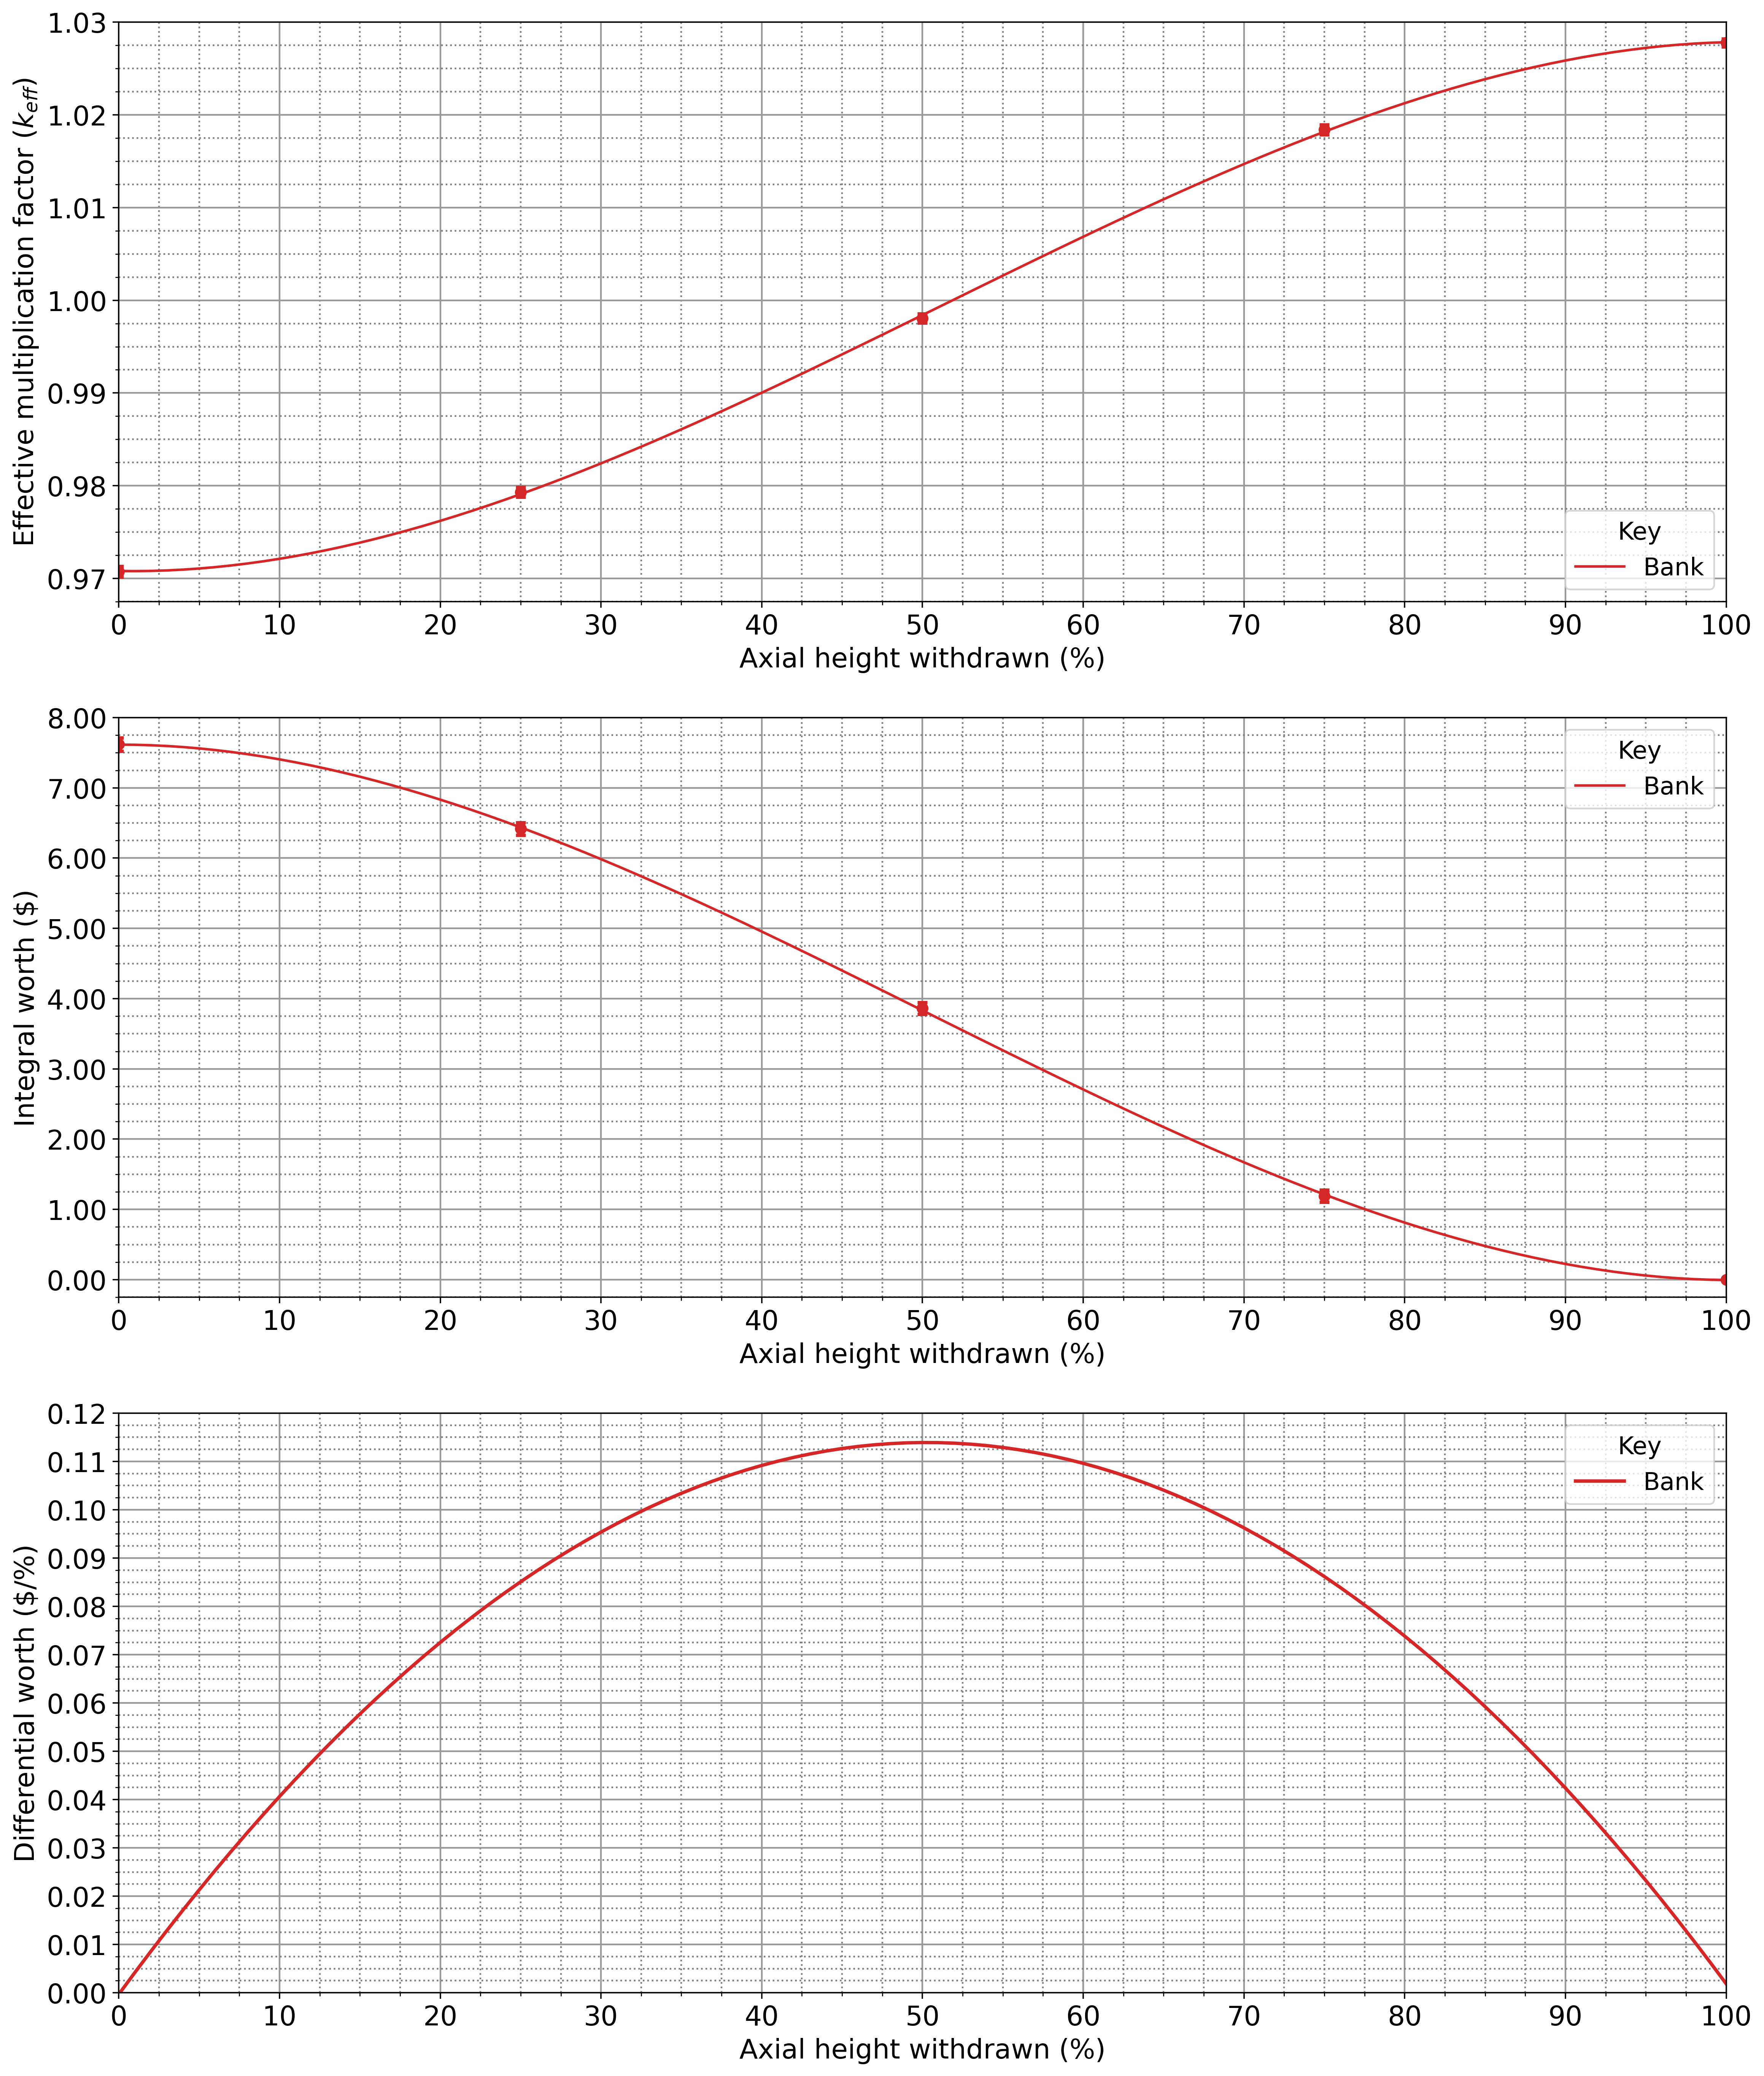 1.03
1.02
1.01
1.00
0.99
0.98
0.97
Effective multiplication factor (k_eff)
Key
Bank
0 10 20 30 40 50 60 70 80 90 100
Axial height withdrawn (%)
8.00
7.00
6.00
5.00
4.00
3.00
2.00
1.00
0.00
Integral worth ($)
Key
Bank
0 10 20 30 40 50 60 70 80 90 100
Axial height withdrawn (%)
0.12
0.11
0.10
0.09
0.08
0.07
0.06
0.05
0.04
0.03
0.02
0.01
0.00
Differential worth ($/%)
Key
Bank
0 10 20 30 40 50 60 70 80 90 100
Axial height withdrawn (%)